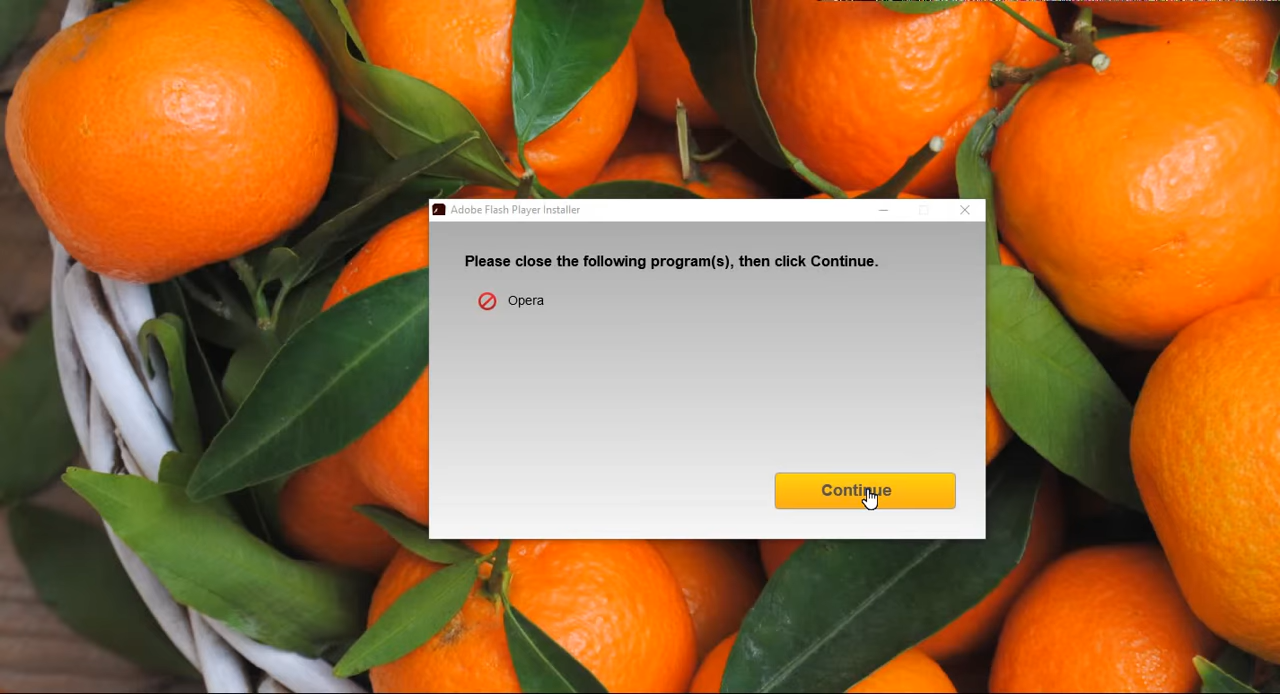 Adobe Flash Player Installer
Please close the following program(s), then click Continue.
Opera
Continue